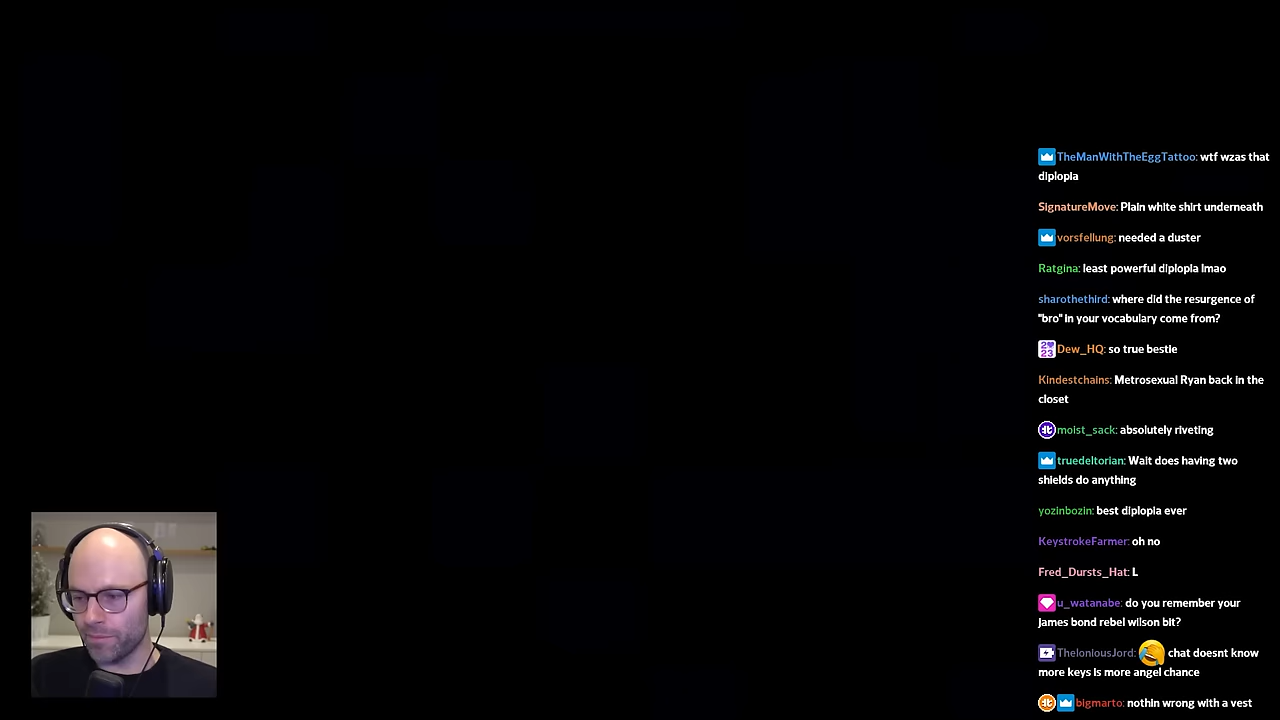 TheManWithTheEggTattoo: wtf wzas that
diplopia
SignatureMove: Plain white shirt underneath
vorsfellung: needed a duster
Ratgina: least powerful diplopia lmao
sharothethird: where did the resurgence of
"bro" in your vocabulary come from?
Dew_HQ: so true bestie
Kindestchains: Metrosexual Ryan back in the
closet
moist_sack: absolutely riveting
truedeltorian: Wait does having two
shields do anything
yozinbozin: best diplopia ever
KeystrokeFarmer: oh no
Fred_Dursts_Hat: L
u_watanabe: do you remember your
james bond rebel wilson bit?
TheloniousJord: chat doesnt know
more keys is more angel chance
bigmarto: nothin wrong with a vest